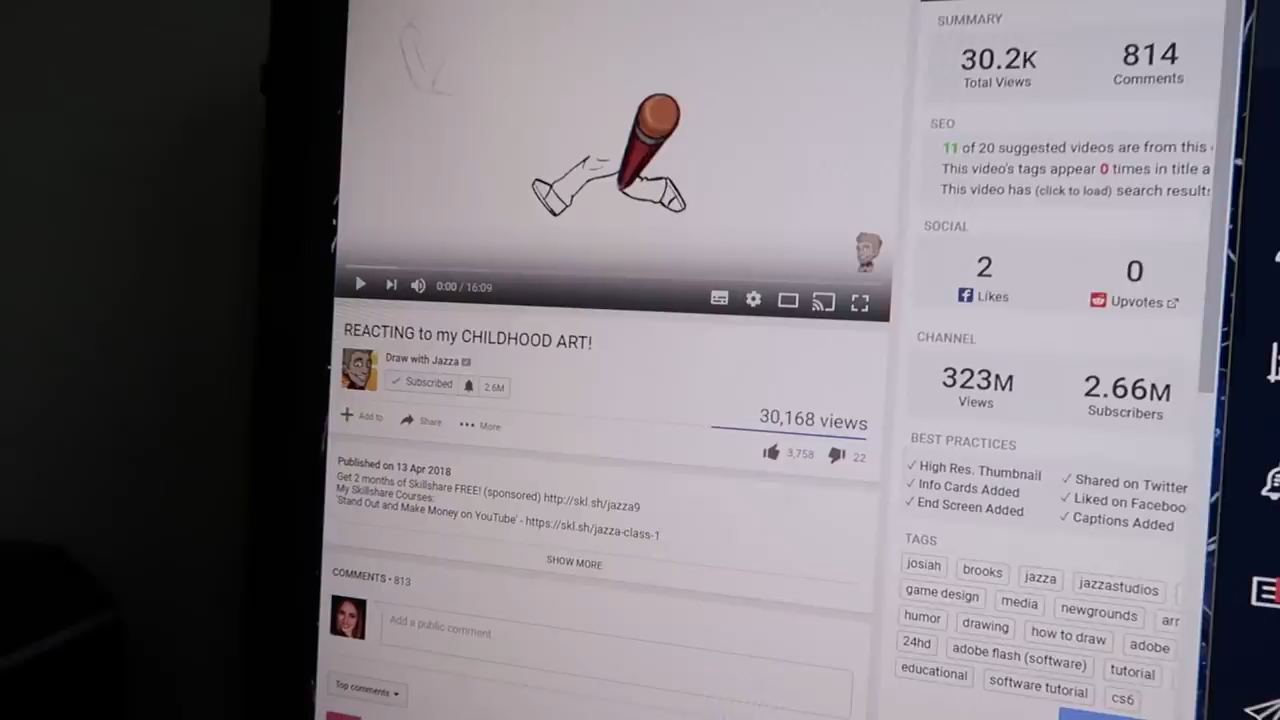 0:00 / 16:09
REACTING to my CHILDHOOD ART!
Draw with Jazza
Subscribed 2.6M
30,168 views
Add to Share More
3,758 22
Published on 13 Apr 2018
Get 2 months of Skillshare FREE! (sponsored) http://skl.sh/jazza9
My Skillshare Courses:
'Stand Out and Make Money on YouTube' - https://skl.sh/jazza-class-1
SHOW MORE
COMMENTS • 813
Add a public comment
Top comments
SUMMARY
30.2K 814
Total Views Comments
SEO
11 of 20 suggested videos are from this
This video's tags appear 0 times in title a
This video has (click to load) search results
SOCIAL
2 0
Likes Upvotes
CHANNEL
323M 2.66M
Views Subscribers
BEST PRACTICES
✓ High Res. Thumbnail ✓ Shared on Twitter
✓ Info Cards Added ✓ Liked on Faceboo
✓ End Screen Added ✓ Captions Added
TAGS
josiah brooks jazza jazzastudios
game design media newgrounds arr
humor drawing how to draw adobe
24hd adobe flash (software) tutorial
educational software tutorial cs6